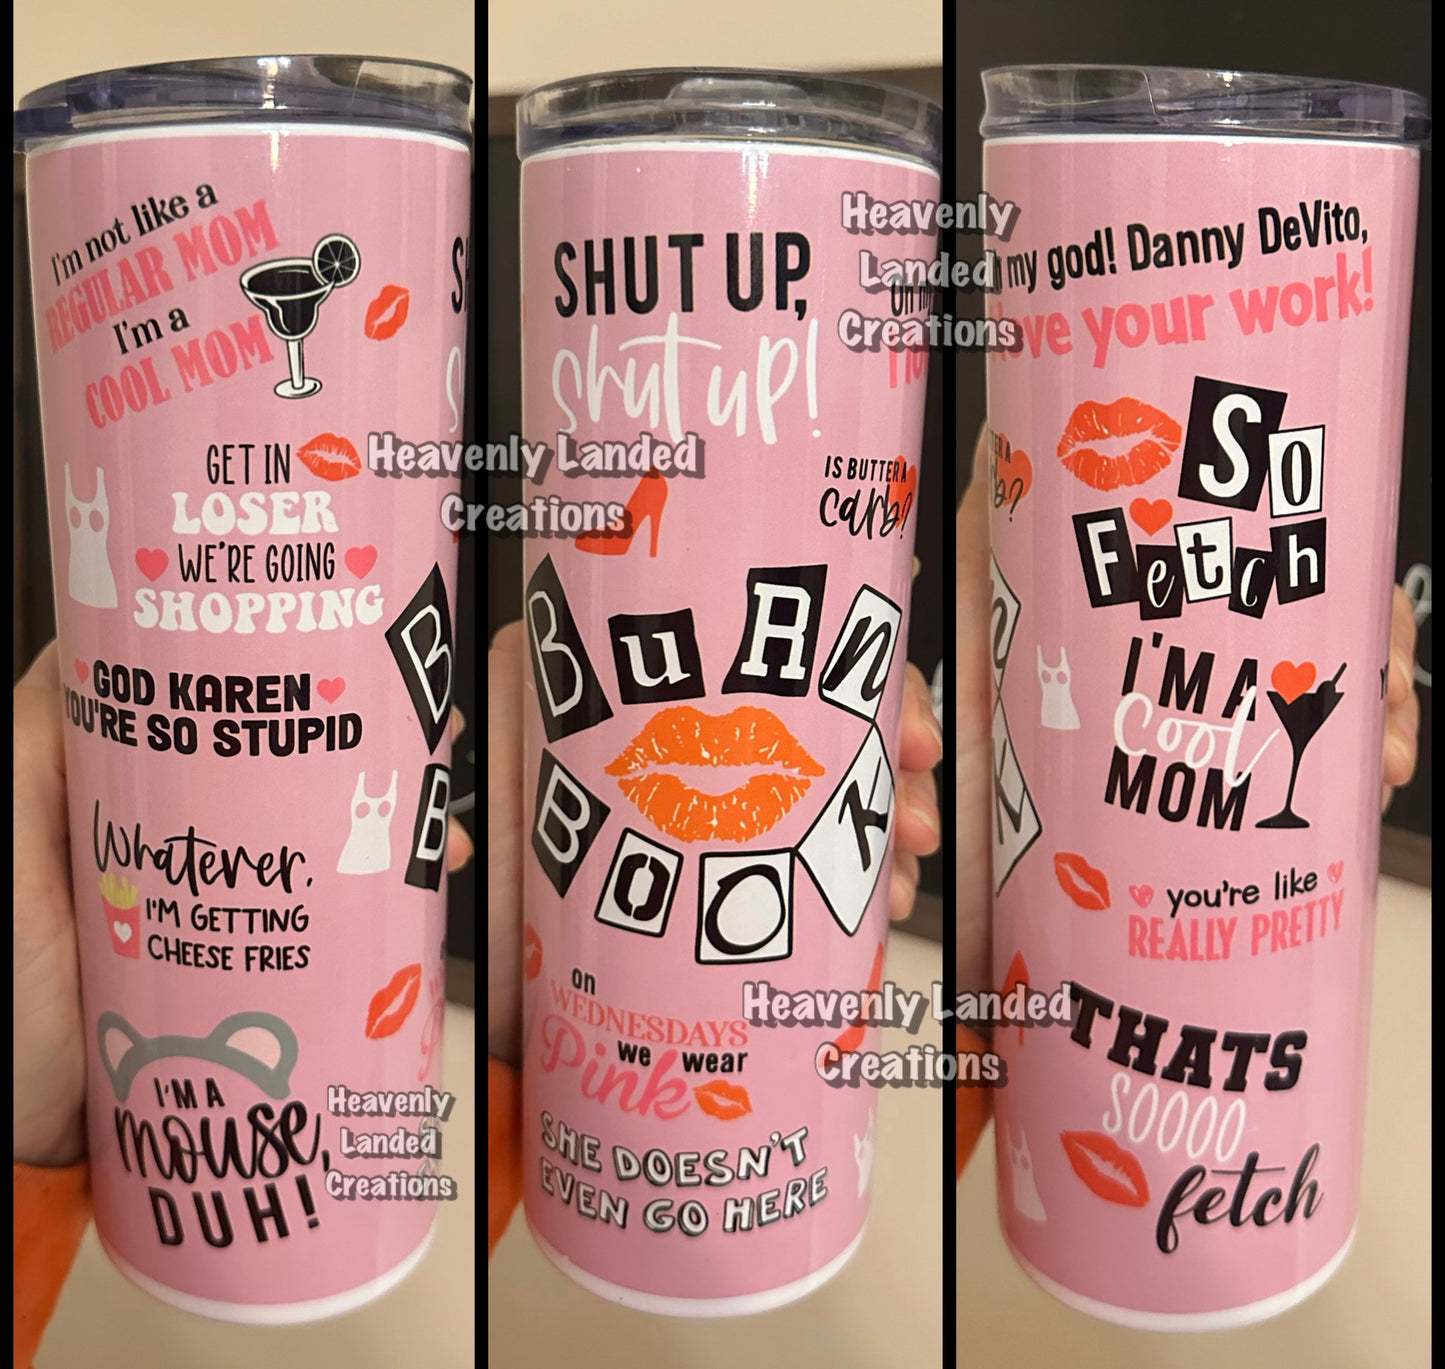 I'm not like a
REGULAR MOM
I'm a
COOL MOM
GET IN
LOSER
WE'RE GOING
SHOPPING
GOD KAREN
YOU'RE SO STUPID
Whatever.
I'M GETTING
CHEESE FRIES
I'M A
mouse,
DUH!
B
B
Heavenly Landed
Creations
Heavenly
Landed
Creations
SHUT UP,
shut up!
IS BUTTER A
carb?
BuRn
BOOK
on
WEDNESDAYS
we wear
Pink
SHE DOESN'T
EVEN GO HERE
Heavenly
Landed
Creations
Heavenly Landed
Creations
my god! Danny DeVito,
love your work!
SO
Fetch
I'M A
Cool
MOM
you're like
REALLY PRETTY
THATS
SOOOO
fetch